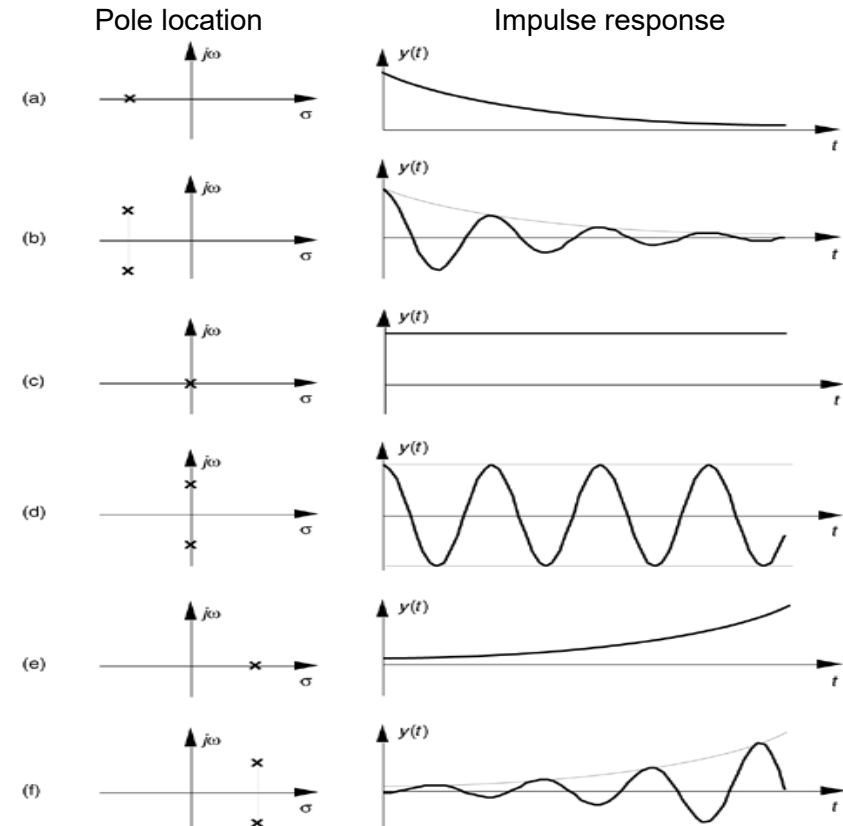 Pole location Impulse response
jω y(t)
(a) σ t
jω y(t)
(b) σ t
jω y(t)
(c) σ t
jω y(t)
(d) σ t
jω y(t)
(e) σ t
jω y(t)
(f) σ t